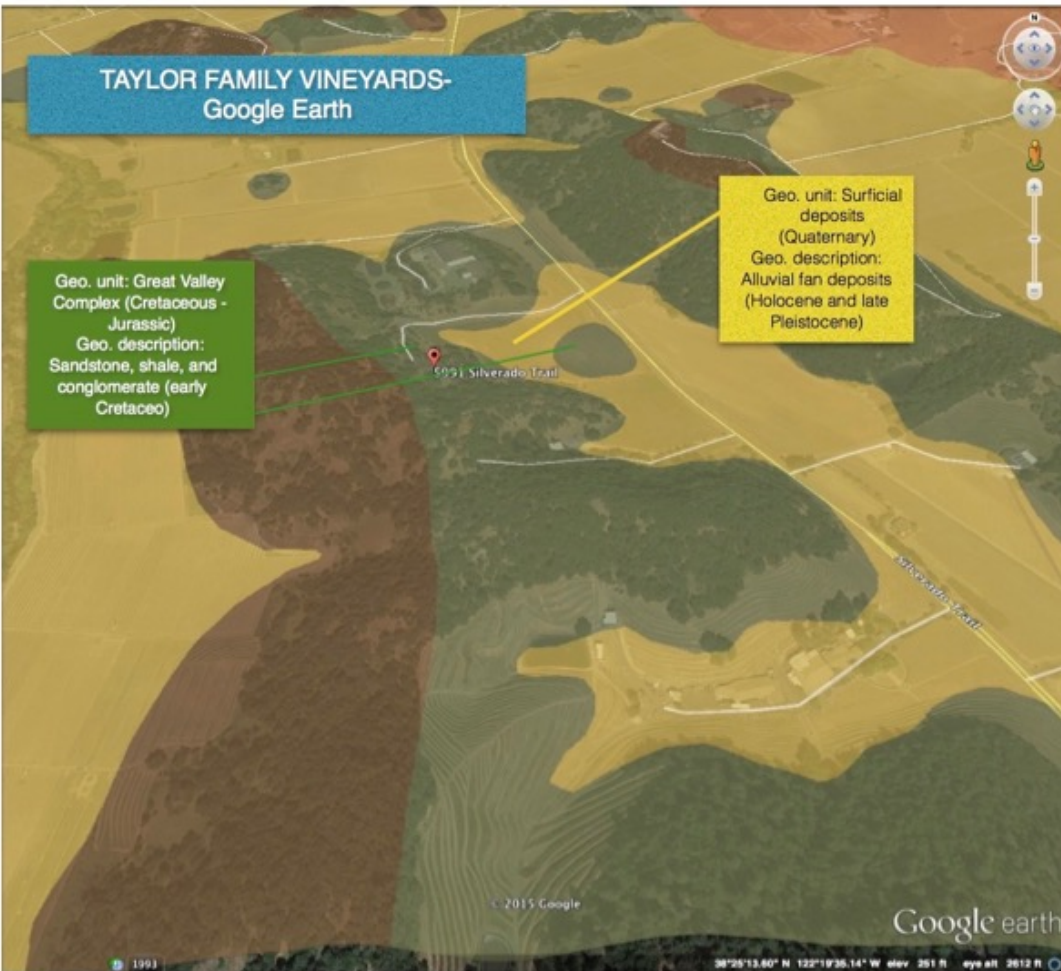 N
TAYLOR FAMILY VINEYARDS-
Google Earth
Geo. unit: Surficial
deposits
(Quaternary)
Geo. description:
Alluvial fan deposits
(Holocene and late
Pleistocene)
Geo. unit: Great Valley
Complex (Cretaceous -
Jurassic)
Geo. description:
Sandstone, shale, and
conglomerate (early
Cretaceo)
5991 Silverado Trail
Silverado Trail
© 2015 Google
Google earth
1993
38°25'13.60" N 122°19'35.14" W elev 251 ft eye alt 2612 ft